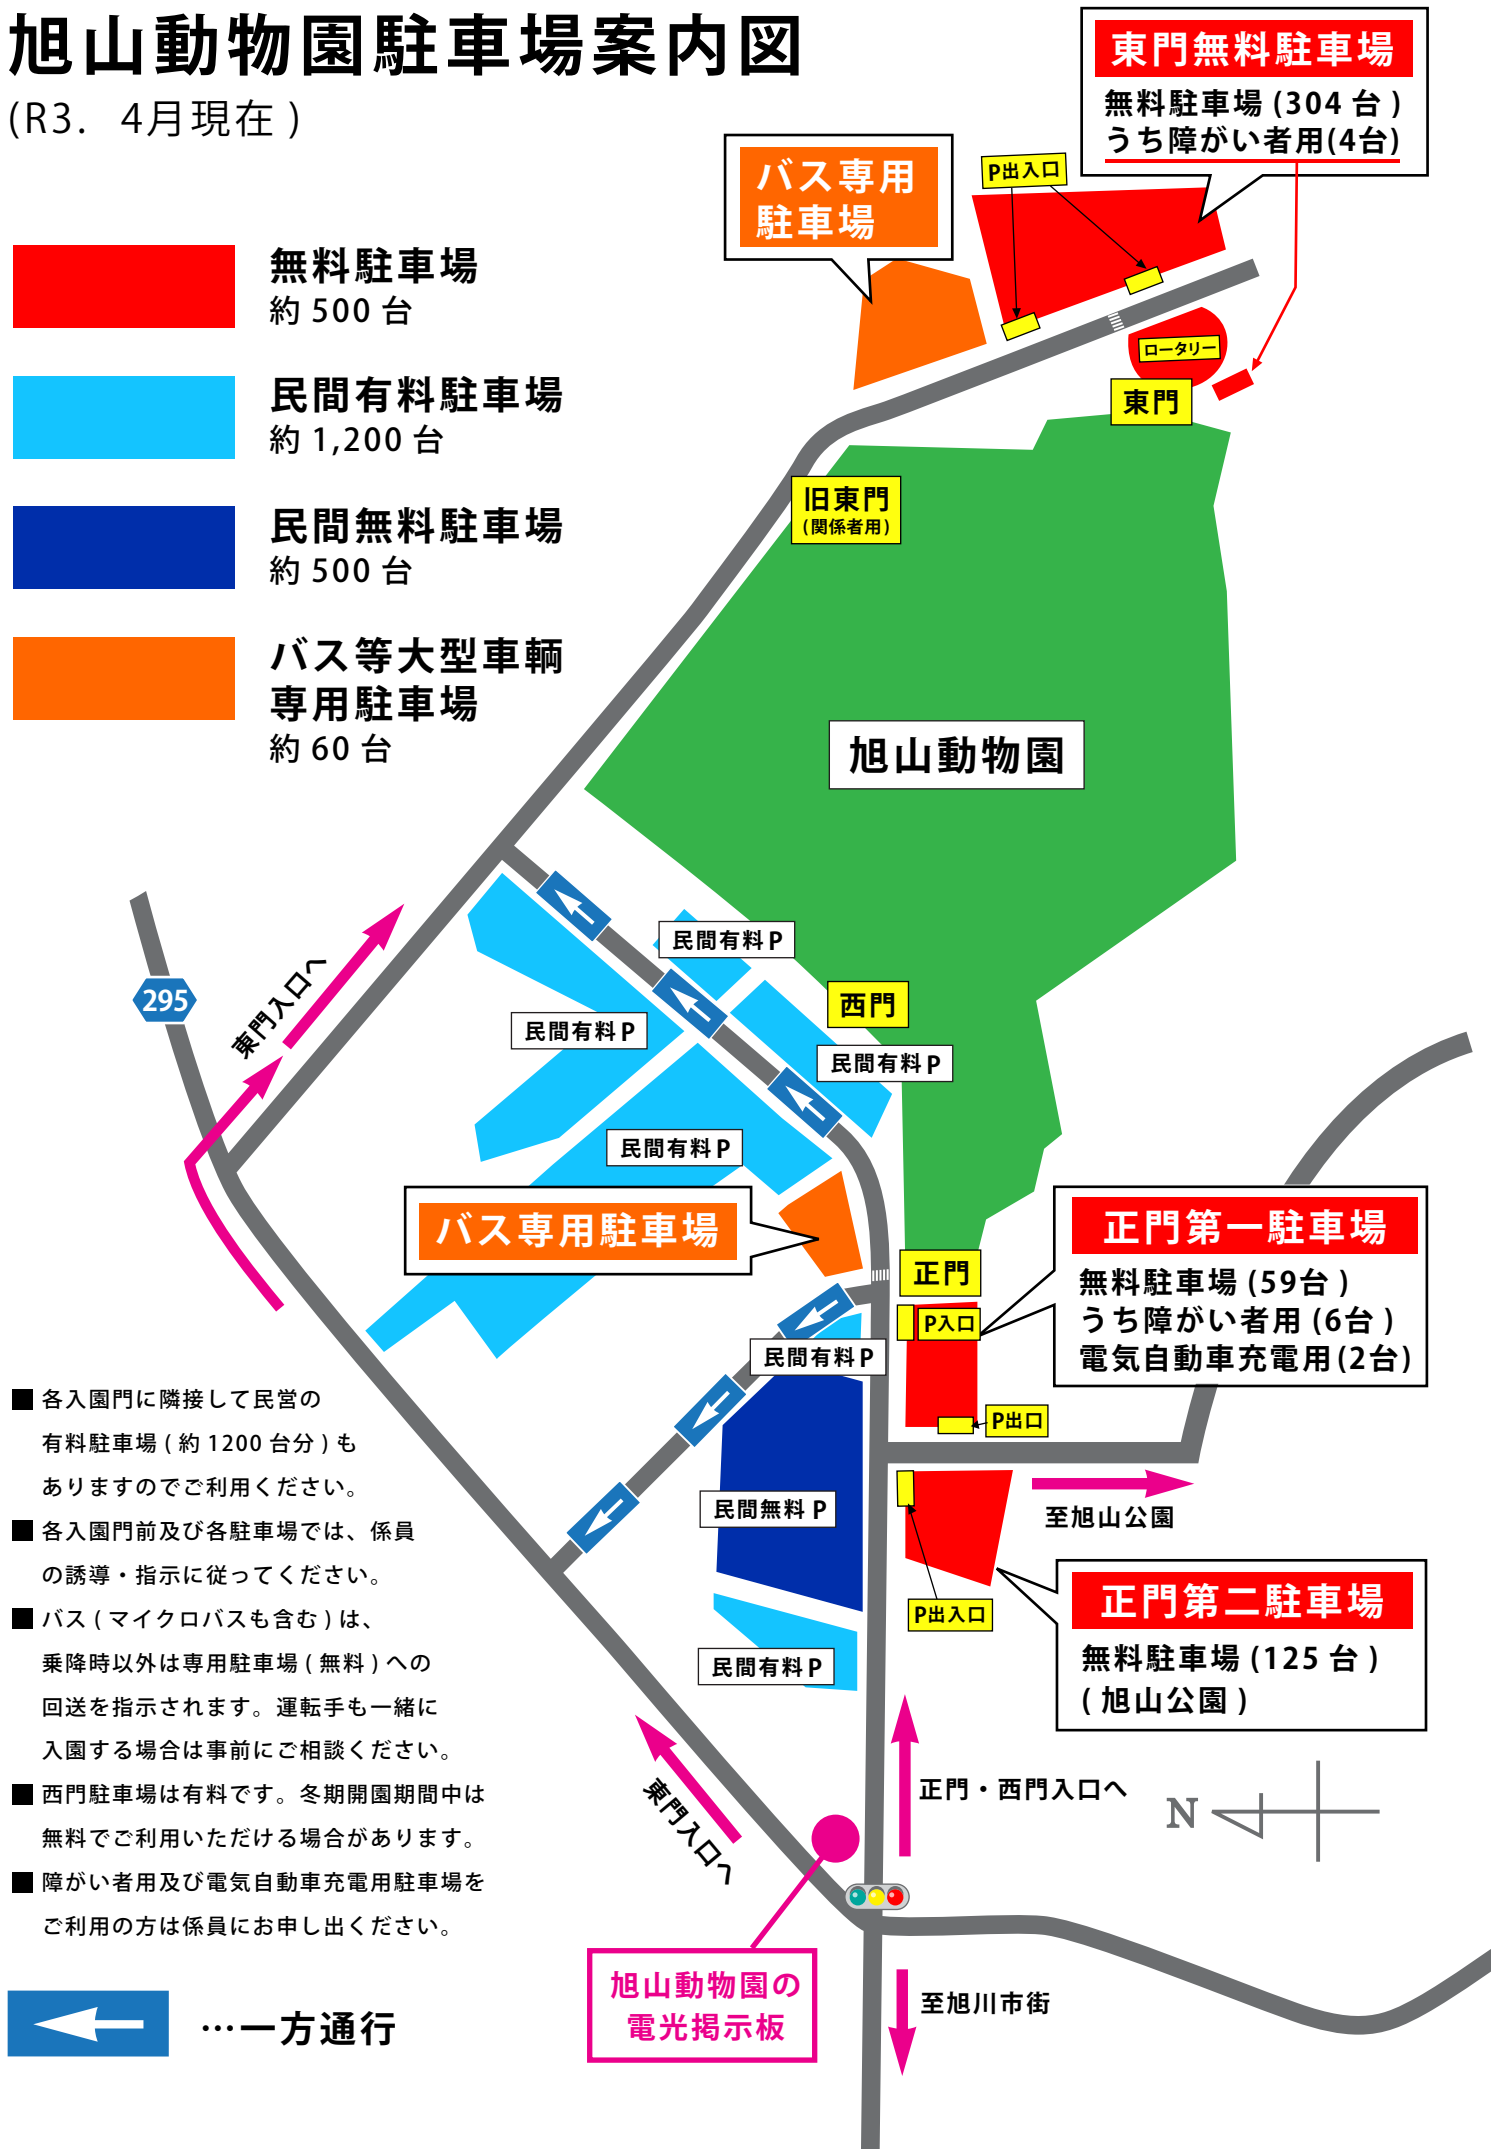 旭山動物園駐車場案内図
(R3. 4月現在)
無料駐車場
約 500 台
民間有料駐車場
約 1,200 台
民間無料駐車場
約 500 台
バス等大型車輌
専用駐車場
約 60 台
東門無料駐車場
無料駐車場 (304 台 )
うち障がい者用(4台)
バス専用
駐車場
P出入口
ロータリー
東門
旧東門
(関係者用)
旭山動物園
民間有料 P
西門
民間有料 P
民間有料 P
民間有料 P
295
東門入口へ
バス専用駐車場
正門
P入口
正門第一駐車場
無料駐車場 (59台 )
うち障がい者用 (6台 )
電気自動車充電用(2台)
民間有料 P
P出口
民間無料 P
至旭山公園
P出入口
正門第二駐車場
無料駐車場 (125 台 )
( 旭山公園 )
民間有料 P
正門・西門入口へ
東門入口へ
N
■ 各入園門に隣接して民営の
有料駐車場 ( 約 1200 台分 ) も
ありますのでご利用ください。
■ 各入園門前及び各駐車場では、係員
の誘導・指示に従ってください。
■ バス ( マイクロバスも含む ) は、
乗降時以外は専用駐車場 ( 無料 ) への
回送を指示されます。運転手も一緒に
入園する場合は事前にご相談ください。
■ 西門駐車場は有料です。冬期開園期間中は
無料でご利用いただける場合があります。
■ 障がい者用及び電気自動車充電用駐車場を
ご利用の方は係員にお申し出ください。
…一方通行
旭山動物園の
電光掲示板
至旭川市街